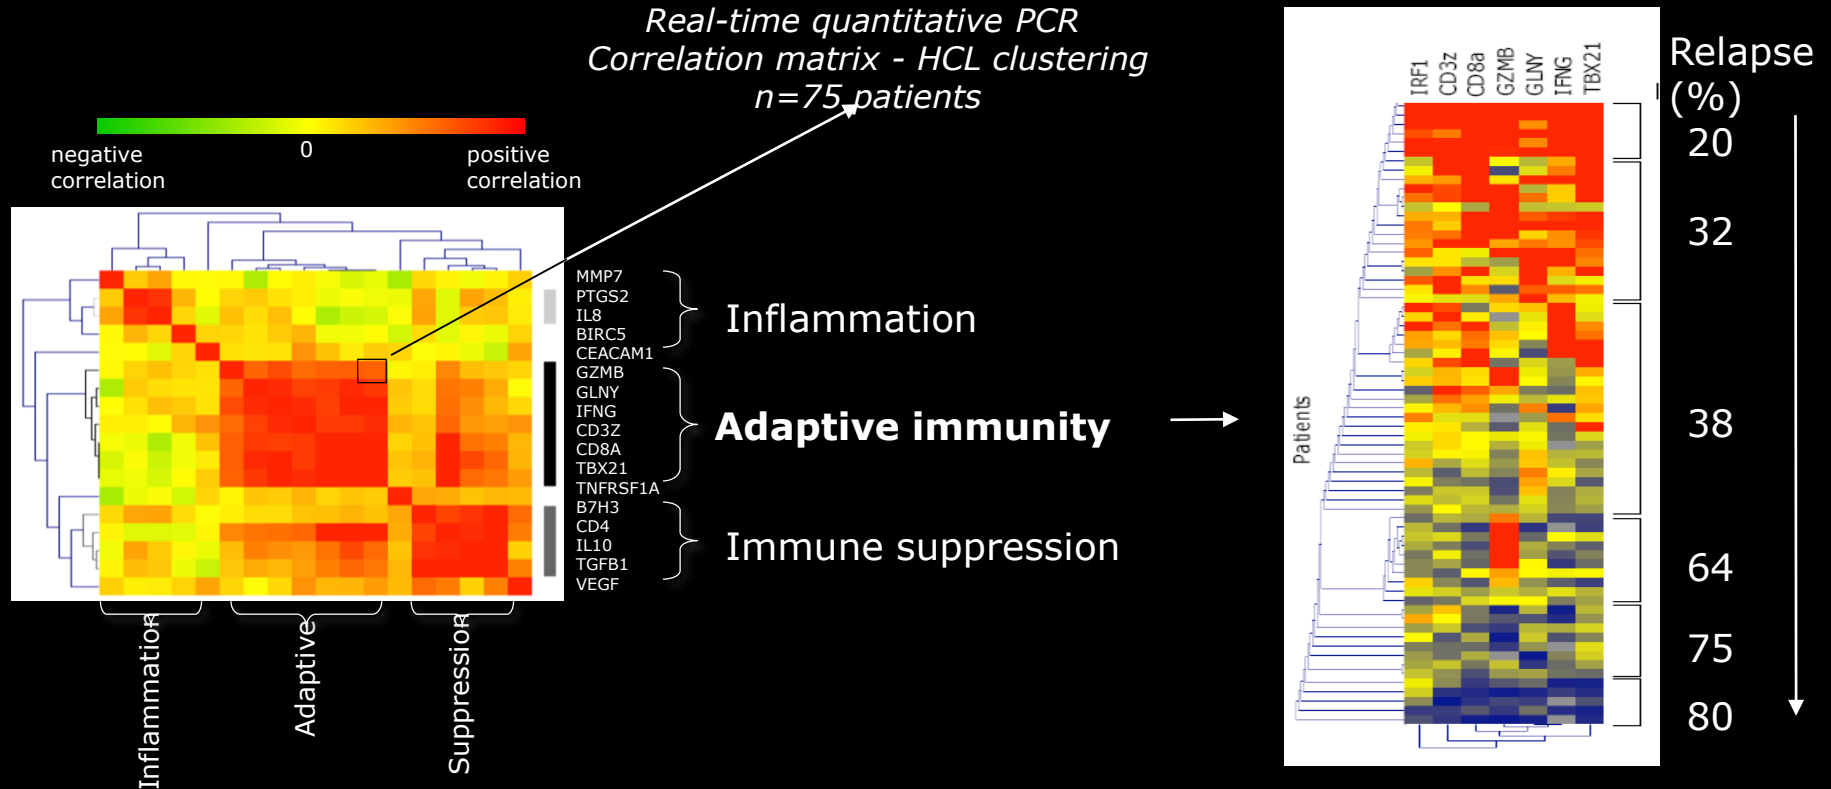 Real-time quantitative PCR
Correlation matrix - HCL clustering
n=75 patients
negative
correlation
0
positive
correlation
MMP7
PTGS2
IL8
BIRC5
CEACAM1
GZMB
GLNY
IFNG
CD3Z
CD8A
TBX21
TNFRSF1A
B7H3
CD4
IL10
TGFB1
VEGF
Inflammation
Adaptive immunity
Immune suppression
Inflammation
Adaptive
Suppression
IRF1
CD3z
CD8a
GZMB
GLNY
IFNG
TBX21
Patients
Relapse
(%)
20
32
38
64
75
80